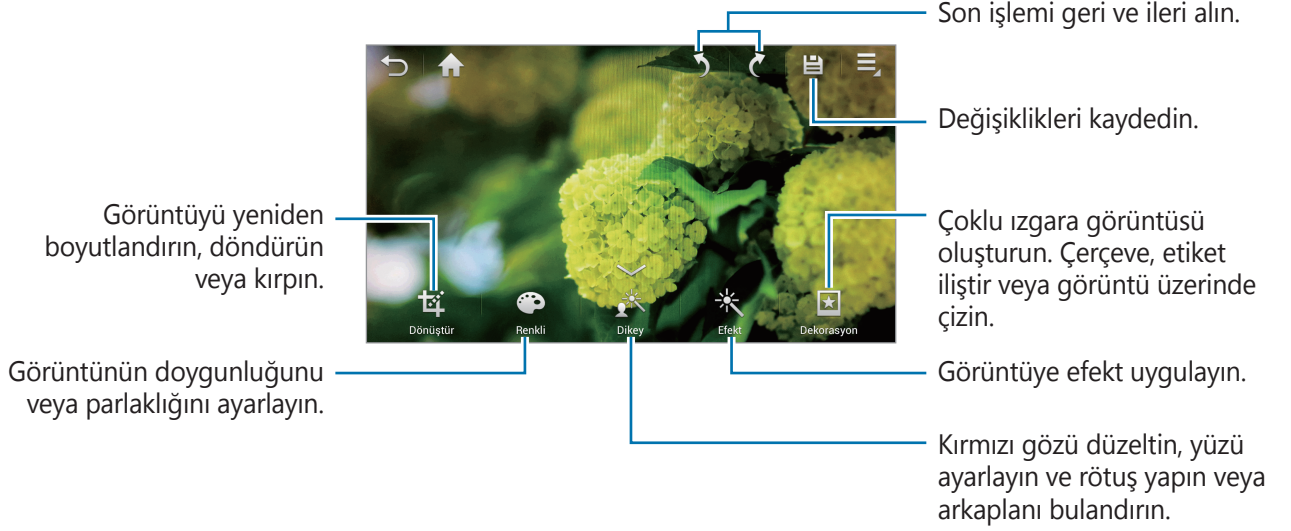 Son işlemi geri ve ileri alın.
Değişiklikleri kaydedin.
Görüntüyü yeniden
boyutlandırın, döndürün
veya kırpın.
Çoklu ızgara görüntüsü
oluşturun. Çerçeve, etiket
iliştir veya görüntü üzerinde
çizin.
Dönüştür
Renkli
Dikey
Efekt
Dekorasyon
Görüntünün doygunluğunu
veya parlaklığını ayarlayın.
Görüntüye efekt uygulayın.
Kırmızı gözü düzeltin, yüzü
ayarlayın ve rötuş yapın veya
arkaplanı bulandırın.